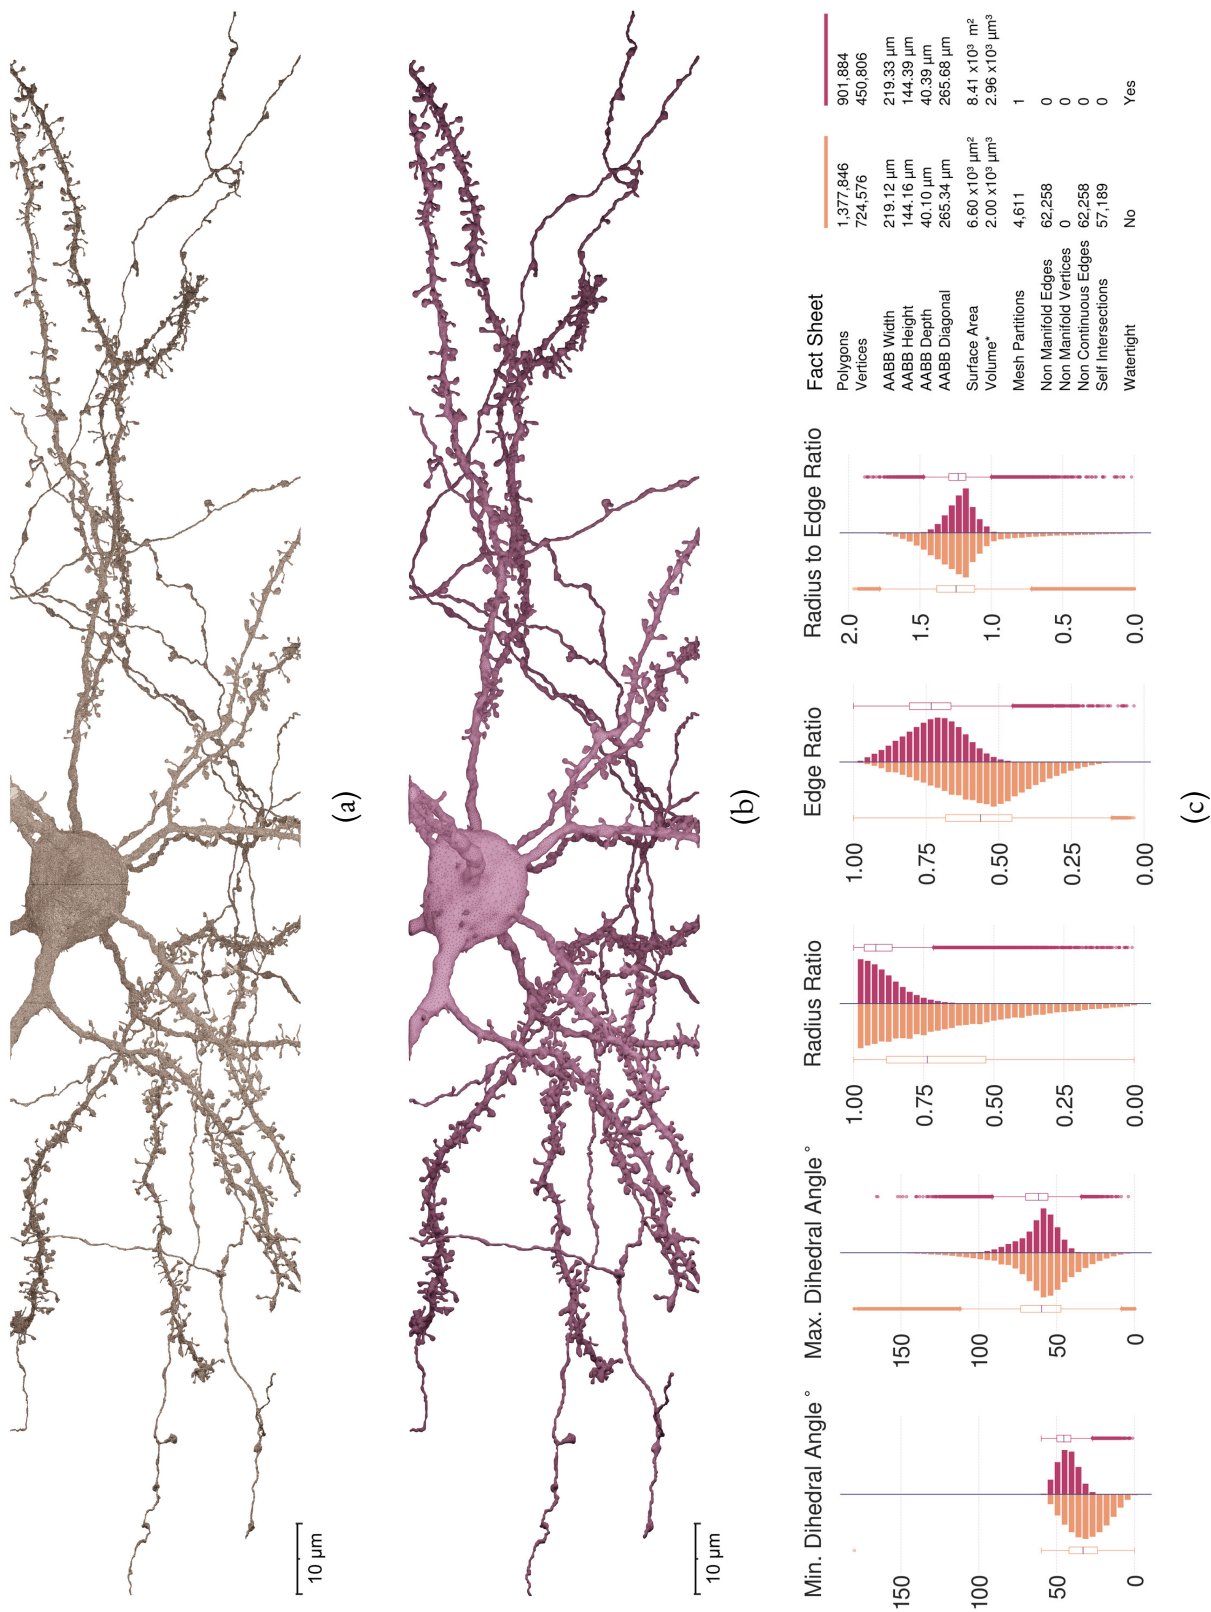 10 μm
(a)
10 μm
(b)
Min. Dihedral Angle °
150
100
50
0
Max. Dihedral Angle °
150
100
50
0
Radius Ratio
1.00
0.75
0.50
0.25
0.00
Edge Ratio
1.00
0.75
0.50
0.25
0.00
Radius to Edge Ratio
2.0
1.5
1.0
0.5
0.0
Fact Sheet
Polygons 1,377,846 901,884
Vertices 724,576 450,806
AABB Width 219.12 μm 219.33 μm
AABB Height 144.16 μm 144.39 μm
AABB Depth 40.10 μm 40.39 μm
AABB Diagonal 265.34 μm 265.68 μm
Surface Area 6.60 x10³ μm² 8.41 x10³ m²
Volume* 2.00 x10³ μm³ 2.96 x10³ μm³
Mesh Partitions 4,611 1
Non Manifold Edges 62,258 0
Non Manifold Vertices 0 0
Non Continuous Edges 62,258 0
Self Intersections 57,189 0
Watertight No Yes
(c)